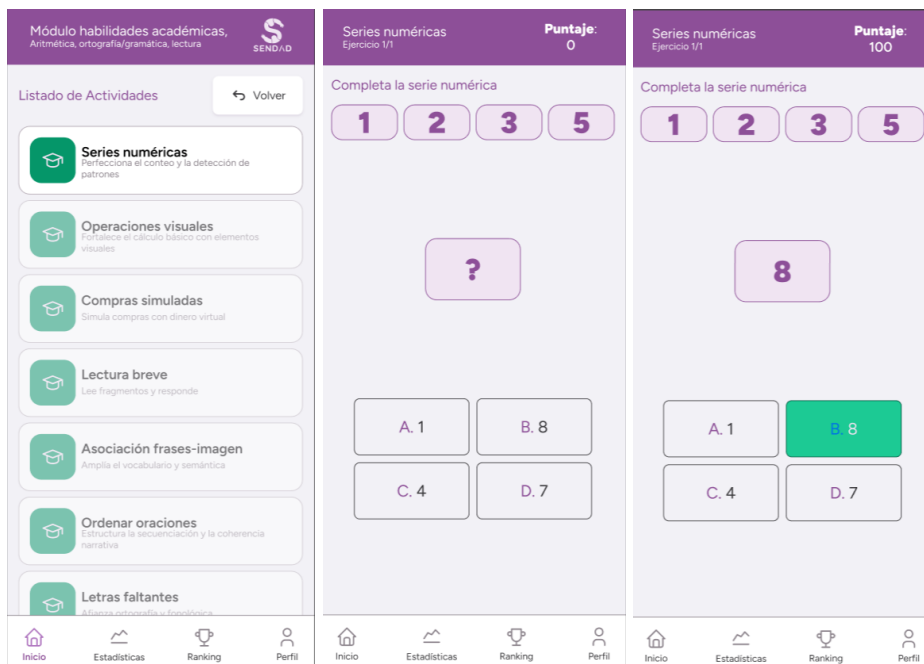 Módulo habilidades académicas,
Aritmética, ortografía/gramática, lectura
SENDAD
Listado de Actividades
Volver
Series numéricas
Perfecciona el conteo y la detección de
patrones
Operaciones visuales
Fortalece el cálculo básico con elementos
visuales
Compras simuladas
Simula compras con dinero virtual
Lectura breve
Lee fragmentos y responde
Asociación frases-imagen
Amplia el vocabulario y semántica
Ordenar oraciones
Estructura la secuenciación y la coherencia
narrativa
Letras faltantes
Afianza ortografía y fonológica
Inicio Estadísticas Ranking Perfil
Series numéricas
Ejercicio 1/1
Puntaje:
0
Completa la serie numérica
1 2 3 5
?
A. 1 B. 8
C. 4 D. 7
Inicio Estadísticas Ranking Perfil
Series numéricas
Ejercicio 1/1
Puntaje:
100
Completa la serie numérica
1 2 3 5
8
A. 1 B. 8
C. 4 D. 7
Inicio Estadísticas Ranking Perfil